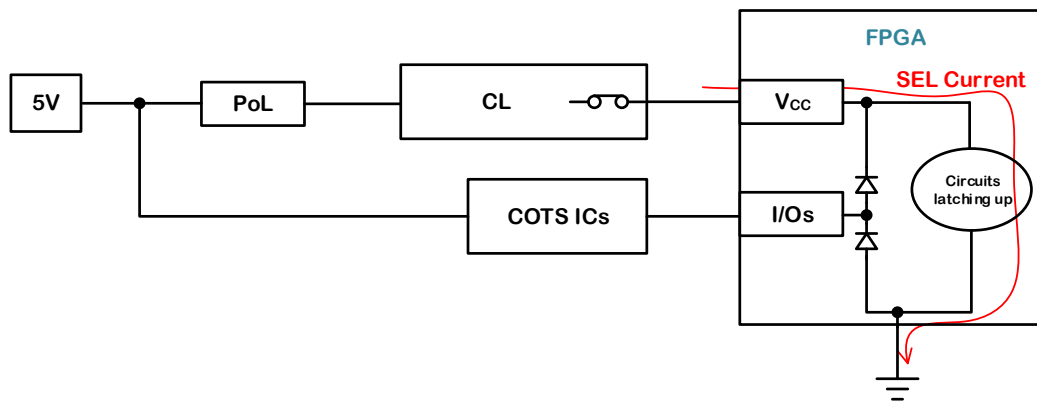 FPGA
SEL Current
5V
PoL
CL
VCC
Circuits
latching up
COTS ICs
I/Os